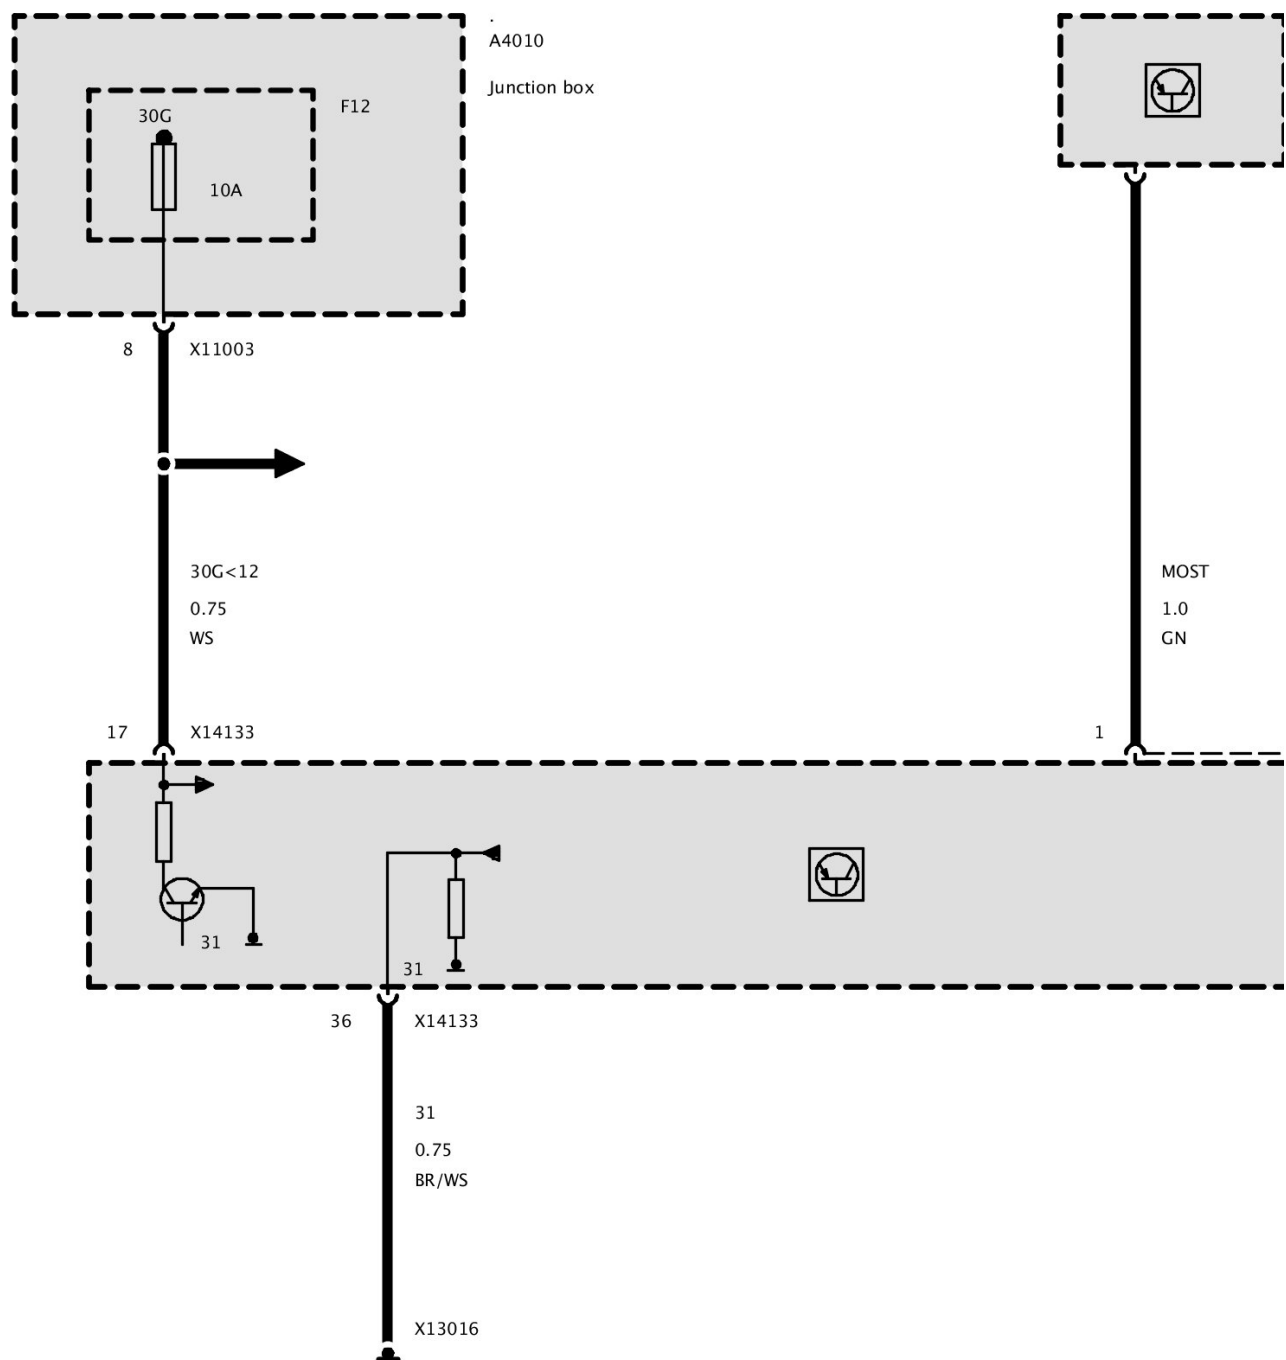 .
A4010
Junction box
F12
30G
10A
8 X11003
30G<12
0.75
WS
MOST
1.0
GN
17 X14133
1
31
31
36 X14133
31
0.75
BR/WS
X13016